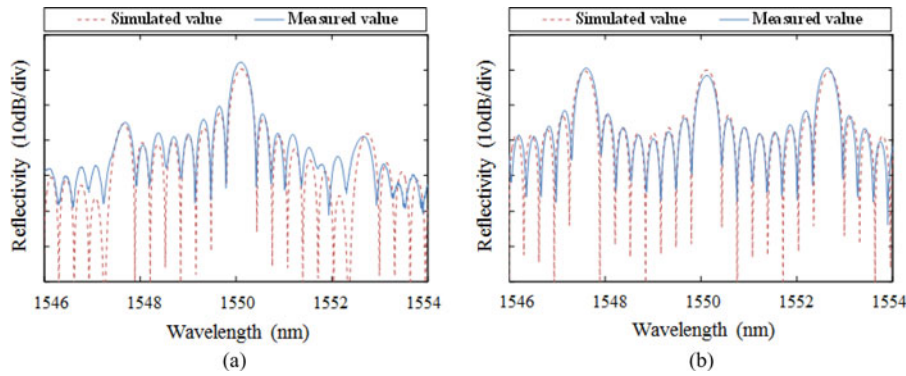 Simulated value Measured value
Reflectivity (10dB/div)
1546 1548 1550 1552 1554
Wavelength (nm)
(a)
Simulated value Measured value
Reflectivity (10dB/div)
1546 1548 1550 1552 1554
Wavelength (nm)
(b)